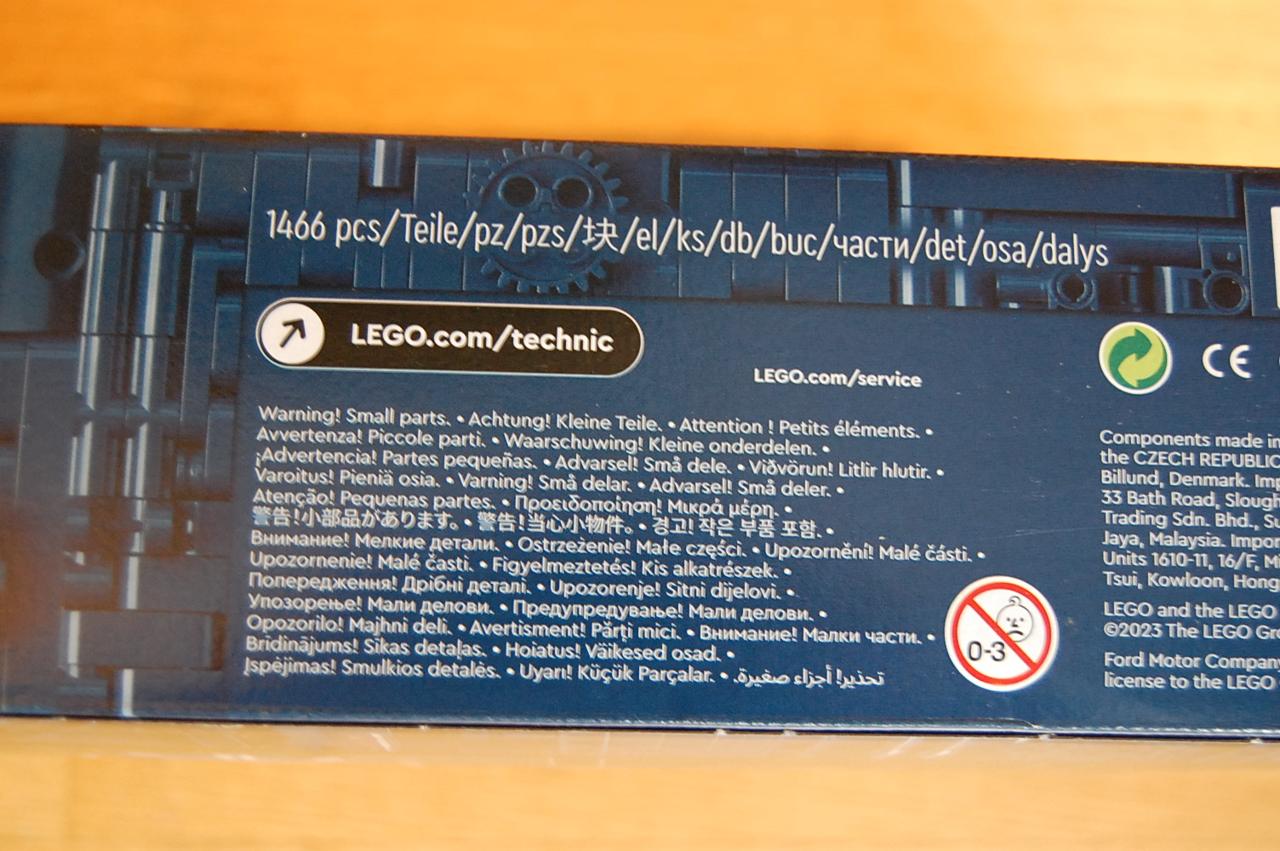 1466 pcs/Teile/pz/pzs/块/el/ks/db/buc/части/det/osa/dalys
LEGO.com/technic
LEGO.com/service
Warning! Small parts. • Achtung! Kleine Teile. • Attention ! Petits éléments. •
Avvertenza! Piccole parti. • Waarschuwing! Kleine onderdelen. •
¡Advertencia! Partes pequeñas. • Advarsel! Små dele. • Viðvörun! Litlir hlutir. •
Varoitus! Pieniä osia. • Varning! Små delar. • Advarsel! Små deler. •
Atenção! Pequenas partes. • Προειδοποίηση! Μικρά μέρη. •
警告!小部品があります。• 警告!当心小物件。• 경고! 작은 부품 포함. •
Внимание! Мелкие детали. • Ostrzeżenie! Małe części. • Upozornění! Malé části. •
Upozornenie! Malé časti. • Figyelmeztetés! Kis alkatrészek. •
Попередження! Дрібні деталі. • Upozorenje! Sitni dijelovi. •
Упозорење! Мали делови. • Предупредување! Мали делови. •
Opozorilo! Majhni deli. • Avertisment! Părți mici. • Внимание! Малки части. •
Brīdinājums! Sīkas detaļas. • Hoiatus! Väikesed osad. •
Įspėjimas! Smulkios detalės. • Uyarı! Küçük Parçalar. • تحذير! أجزاء صغيرة.
0-3
CE
Components made in
the CZECH REPUBLIC
Billund, Denmark. Imp
33 Bath Road, Slough
Trading Sdn. Bhd., Su
Jaya, Malaysia. Impor
Units 1610-11, 16/F, Mi
Tsui, Kowloon, Hong
LEGO and the LEGO
©2023 The LEGO Gr
Ford Motor Company
license to the LEGO